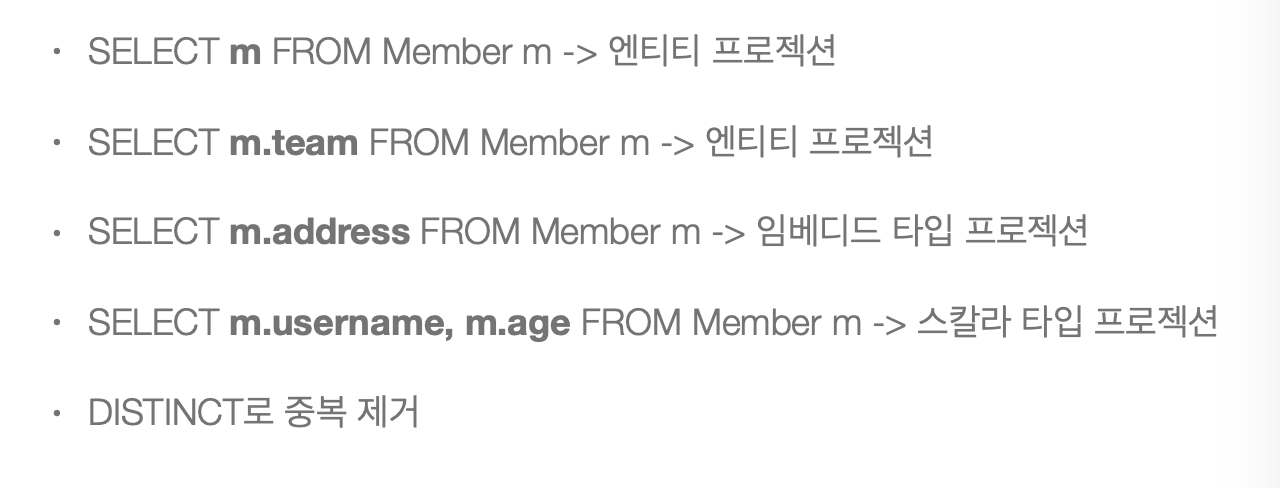 • SELECT m FROM Member m -> 엔티티 프로젝션
• SELECT m.team FROM Member m -> 엔티티 프로젝션
• SELECT m.address FROM Member m -> 임베디드 타입 프로젝션
• SELECT m.username, m.age FROM Member m -> 스칼라 타입 프로젝션
• DISTINCT로 중복 제거